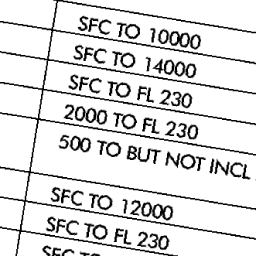 SFC TO 10000
SFC TO 14000
SFC TO FL 230
2000 TO FL 230
500 TO BUT NOT INCL
SFC TO 12000
SFC TO FL 230